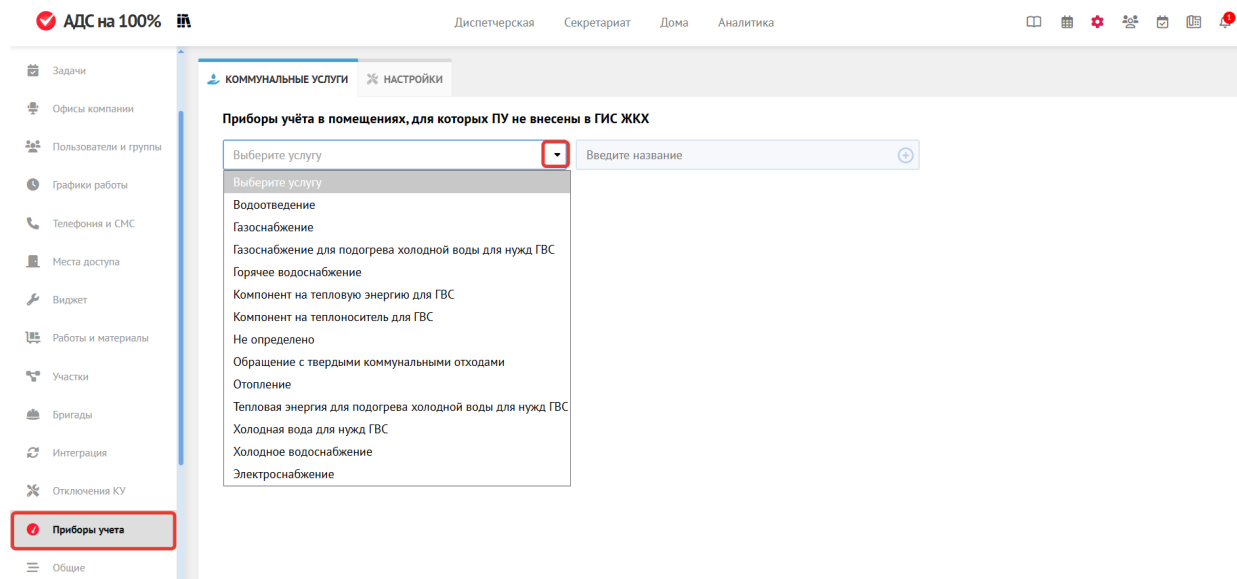 АДС на 100%
Диспетчерская Секретариат Дома Аналитика
1
Задачи
Офисы компании
Пользователи и группы
Графики работы
Телефония и СМС
Места доступа
Виджет
Работы и материалы
Участки
Бригады
Интеграция
Отключения КУ
Приборы учета
Общие
КОММУНАЛЬНЫЕ УСЛУГИ НАСТРОЙКИ
Приборы учёта в помещениях, для которых ПУ не внесены в ГИС ЖКХ
Выберите услугу Введите название
Выберите услугу
Водоотведение
Газоснабжение
Газоснабжение для подогрева холодной воды для нужд ГВС
Горячее водоснабжение
Компонент на тепловую энергию для ГВС
Компонент на теплоноситель для ГВС
Не определено
Обращение с твердыми коммунальными отходами
Отопление
Тепловая энергия для подогрева холодной воды для нужд ГВС
Холодная вода для нужд ГВС
Холодное водоснабжение
Электроснабжение